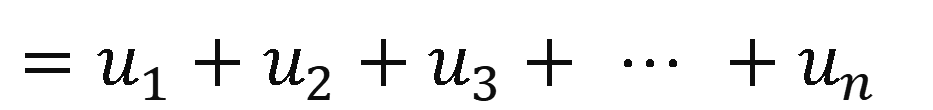 = u₁ + u₂ + u₃ + ⋯ + uₙ